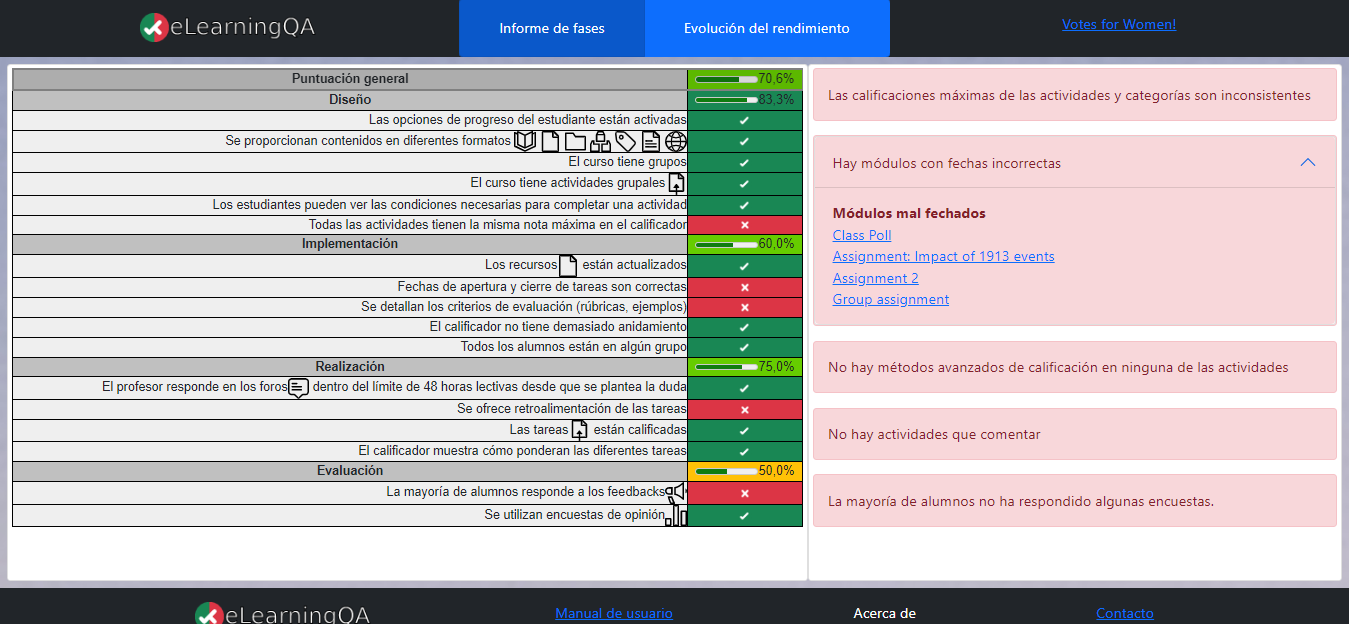 eLearningQA
Informe de fases
Evolución del rendimiento
Votes for Women!
Puntuación general 70,6%
Diseño 83,3%
Las opciones de progreso del estudiante están activadas
Se proporcionan contenidos en diferentes formatos
El curso tiene grupos
El curso tiene actividades grupales
Los estudiantes pueden ver las condiciones necesarias para completar una actividad
Todas las actividades tienen la misma nota máxima en el calificador
Implementación 60,0%
Los recursos están actualizados
Fechas de apertura y cierre de tareas son correctas
Se detallan los criterios de evaluación (rúbricas, ejemplos)
El calificador no tiene demasiado anidamiento
Todos los alumnos están en algún grupo
Realización 75,0%
El profesor responde en los foros dentro del límite de 48 horas lectivas desde que se plantea la duda
Se ofrece retroalimentación de las tareas
Las tareas están calificadas
El calificador muestra cómo ponderan las diferentes tareas
Evaluación 50,0%
La mayoría de alumnos responde a los feedbacks
Se utilizan encuestas de opinión
Las calificaciones máximas de las actividades y categorías son inconsistentes
Hay módulos con fechas incorrectas
Módulos mal fechados
Class Poll
Assignment: Impact of 1913 events
Assignment 2
Group assignment
No hay métodos avanzados de calificación en ninguna de las actividades
No hay actividades que comentar
La mayoría de alumnos no ha respondido algunas encuestas.
eLearningQA
Manual de usuario
Acerca de
Contacto